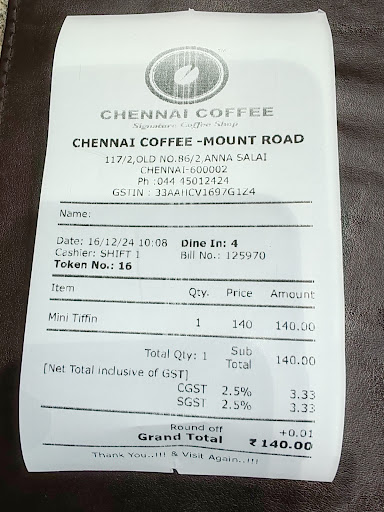 CHENNAI COFFEE
Signature Coffee Shop
CHENNAI COFFEE -MOUNT ROAD
117/2,OLD NO.86/2,ANNA SALAI
CHENNAI-600002
Ph :044 45012424
GSTIN : 33AAHCV1697G1Z4
Name:
Date: 16/12/24 10:08 Dine In: 4
Cashier: SHIFT 1 Bill No.: 125970
Token No.: 16
Item Qty. Price Amount
Mini Tiffin 1 140 140.00
Total Qty: 1 Sub Total 140.00
[Net Total inclusive of GST]
CGST 2.5% 3.33
SGST 2.5% 3.33
Round off +0.01
Grand Total ₹140.00
Thank You..!!! & Visit Again..!!!